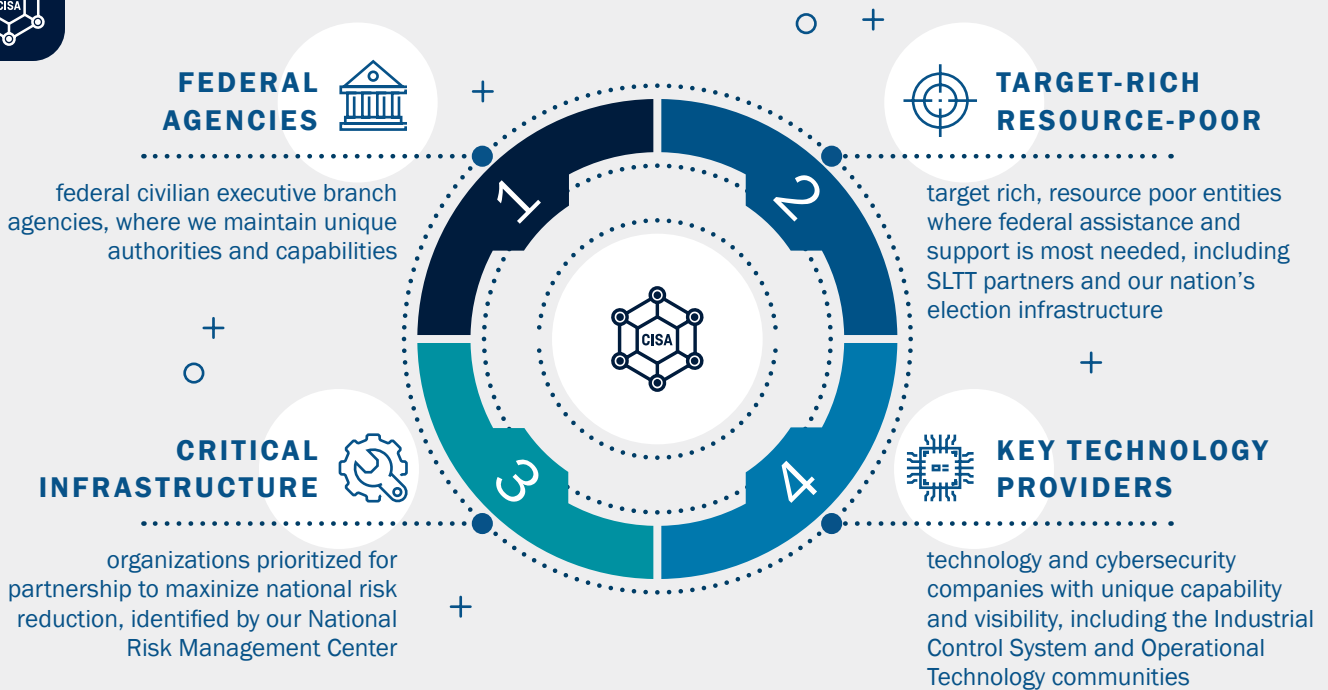 CISA
FEDERAL
AGENCIES
federal civilian executive branch
agencies, where we maintain unique
authorities and capabilities
1
TARGET-RICH
RESOURCE-POOR
target rich, resource poor entities
where federal assistance and
support is most needed, including
SLTT partners and our nation's
election infrastructure
2
CISA
CRITICAL
INFRASTRUCTURE
organizations prioritized for
partnership to maxinize national risk
reduction, identified by our National
Risk Management Center
3
KEY TECHNOLOGY
PROVIDERS
technology and cybersecurity
companies with unique capability
and visibility, including the Industrial
Control System and Operational
Technology communities
4